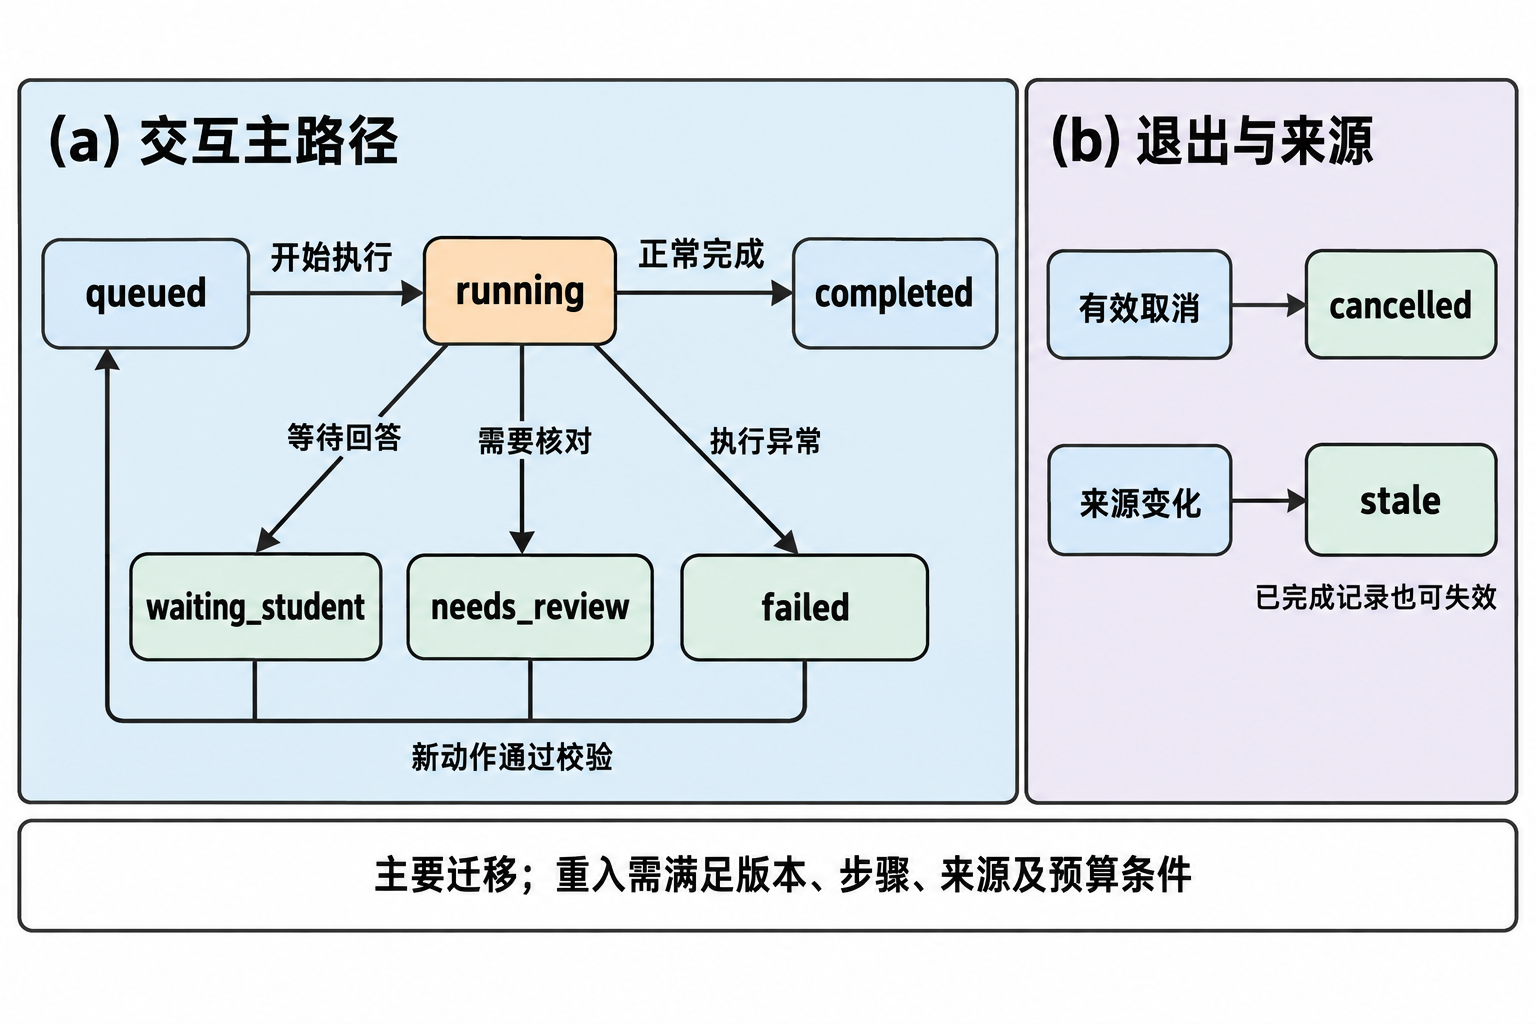 (a) 交互主路径
queued
开始执行
running
正常完成
completed
等待回答
需要核对
执行异常
waiting_student
needs_review
failed
新动作通过校验
(b) 退出与来源
有效取消
cancelled
来源变化
stale
已完成记录也可失效
主要迁移；重入需满足版本、步骤、来源及预算条件